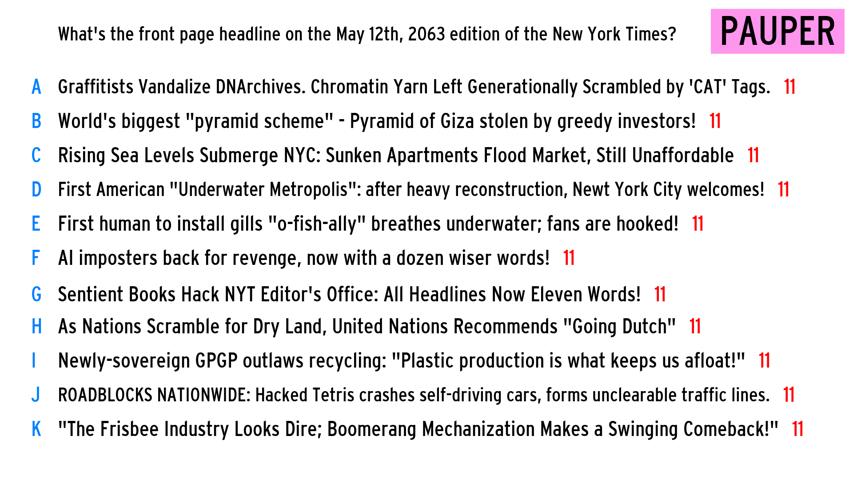 What's the front page headline on the May 12th, 2063 edition of the New York Times? PAUPER
A Graffitists Vandalize DNArchives. Chromatin Yarn Left Generationally Scrambled by 'CAT' Tags. 11
B World's biggest "pyramid scheme" - Pyramid of Giza stolen by greedy investors! 11
C Rising Sea Levels Submerge NYC: Sunken Apartments Flood Market, Still Unaffordable 11
D First American "Underwater Metropolis": after heavy reconstruction, Newt York City welcomes! 11
E First human to install gills "o-fish-ally" breathes underwater; fans are hooked! 11
F AI imposters back for revenge, now with a dozen wiser words! 11
G Sentient Books Hack NYT Editor's Office: All Headlines Now Eleven Words! 11
H As Nations Scramble for Dry Land, United Nations Recommends "Going Dutch" 11
I Newly-sovereign GPGP outlaws recycling: "Plastic production is what keeps us afloat!" 11
J ROADBLOCKS NATIONWIDE: Hacked Tetris crashes self-driving cars, forms unclearable traffic lines. 11
K "The Frisbee Industry Looks Dire; Boomerang Mechanization Makes a Swinging Comeback!" 11